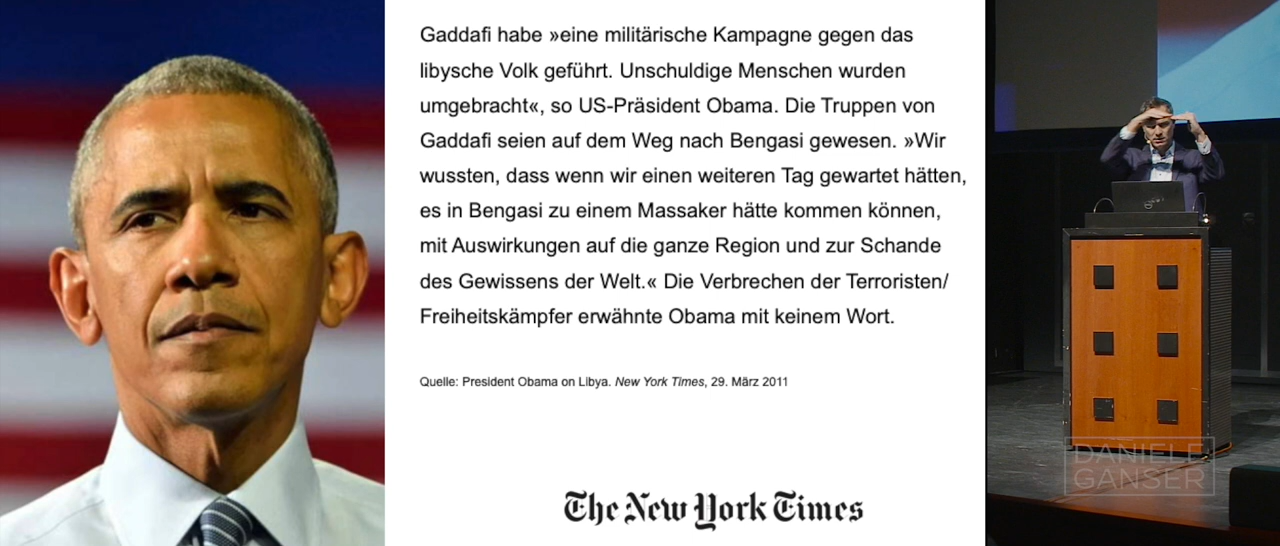 Gaddafi habe »eine militärische Kampagne gegen das
libysche Volk geführt. Unschuldige Menschen wurden
umgebracht«, so US-Präsident Obama. Die Truppen von
Gaddafi seien auf dem Weg nach Bengasi gewesen. »Wir
wussten, dass wenn wir einen weiteren Tag gewartet hätten,
es in Bengasi zu einem Massaker hätte kommen können,
mit Auswirkungen auf die ganze Region und zur Schande
des Gewissens der Welt.« Die Verbrechen der Terroristen/
Freiheitskämpfer erwähnte Obama mit keinem Wort.
Quelle: President Obama on Libya. New York Times, 29. März 2011
The New York Times
DANIELE
GANSER